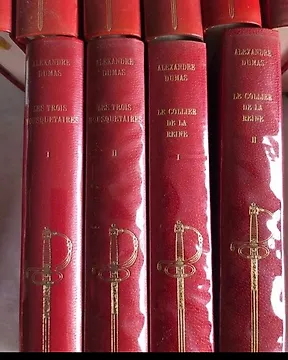 ALEXANDRE
DUMAS
LES TROIS
MOUSQUETAIRES
I
ALEXANDRE
DUMAS
LES TROIS
MOUSQUETAIRES
II
ALEXANDRE
DUMAS
LE COLLIER
DE LA
REINE
I
ALEXANDRE
DUMAS
LE COLLIER
DE LA
REINE
II